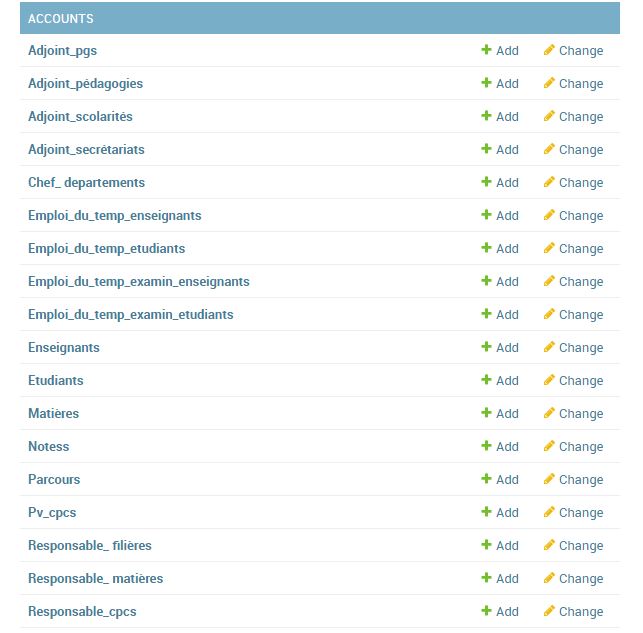 ACCOUNTS
Adjoint_pgs Add Change
Adjoint_pédagogies Add Change
Adjoint_scolarités Add Change
Adjoint_secrétariats Add Change
Chef_ departements Add Change
Emploi_du_temp_enseignants Add Change
Emploi_du_temp_etudiants Add Change
Emploi_du_temp_examin_enseignants Add Change
Emploi_du_temp_examin_etudiants Add Change
Enseignants Add Change
Etudiants Add Change
Matières Add Change
Notess Add Change
Parcours Add Change
Pv_cpcs Add Change
Responsable_ filières Add Change
Responsable_ matières Add Change
Responsable_cpcs Add Change